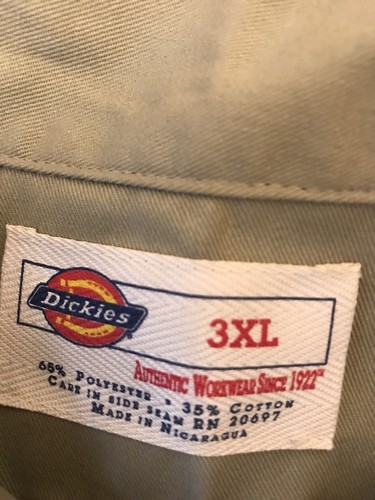 Dickies
3XL
AUTHENTIC WORKWEAR SINCE 1922™
65% POLYESTER • 35% COTTON
CARE IN SIDE SEAM RN 20697
MADE IN NICARAGUA